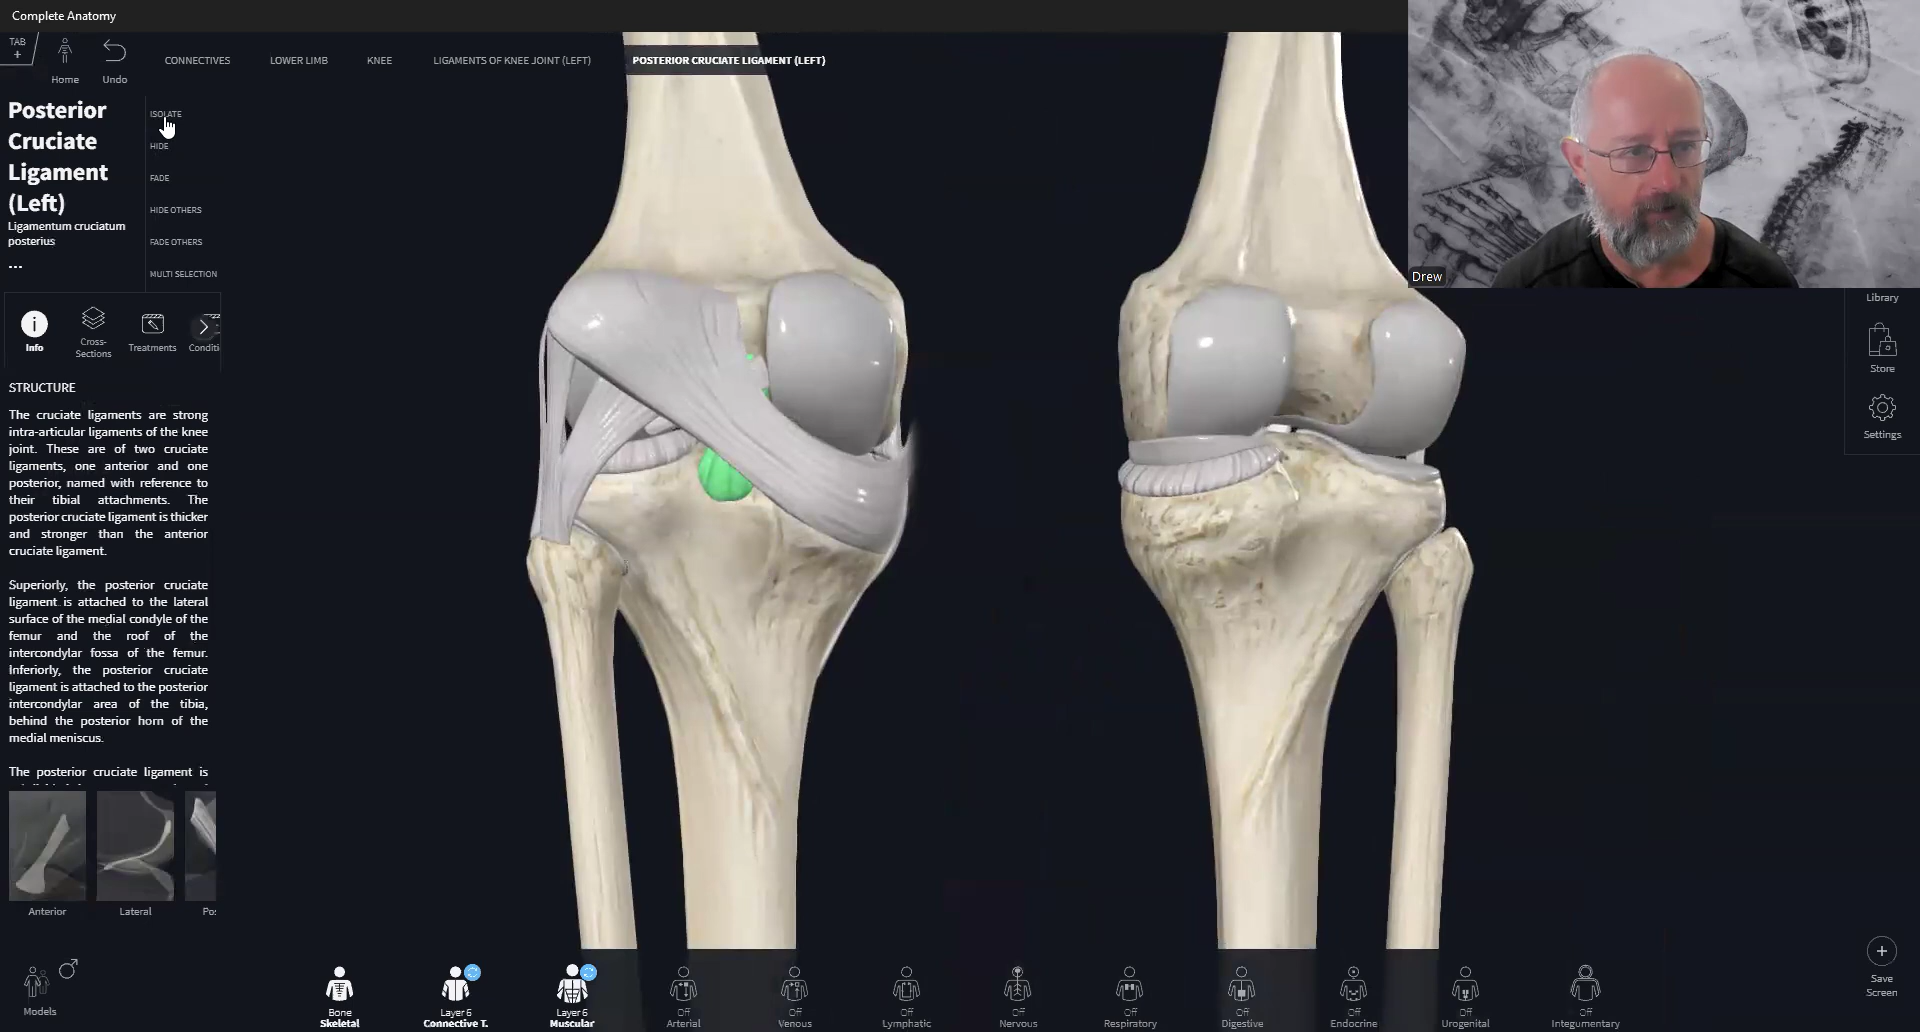 Complete Anatomy
TAB
+
Home
Undo
CONNECTIVES
LOWER LIMB
KNEE
LIGAMENTS OF KNEE JOINT (LEFT)
POSTERIOR CRUCIATE LIGAMENT (LEFT)
Posterior
Cruciate
Ligament
(Left)
Ligamentum cruciatum
posterius
...
ISOLATE
HIDE
FADE
HIDE OTHERS
FADE OTHERS
MULTI SELECTION
Info
Cross-
Sections
Treatments
Conditi
STRUCTURE
The cruciate ligaments are strong
intra-articular ligaments of the knee
joint. These are of two cruciate
ligaments, one anterior and one
posterior, named with reference to
their tibial attachments. The
posterior cruciate ligament is thicker
and stronger than the anterior
cruciate ligament.
Superiorly, the posterior cruciate
ligament is attached to the lateral
surface of the medial condyle of the
femur and the roof of the
intercondylar fossa of the femur.
Inferiorly, the posterior cruciate
ligament is attached to the posterior
intercondylar area of the tibia,
behind the posterior horn of the
medial meniscus.
The posterior cruciate ligament is
Anterior
Lateral
Pos
Drew
Library
Store
Settings
Save
Screen
Models
Bone
Skeletal
Layer 6
Connective T.
Layer 6
Muscular
Off
Arterial
Off
Venous
Off
Lymphatic
Off
Nervous
Off
Respiratory
Off
Digestive
Off
Endocrine
Off
Urogenital
Off
Integumentary